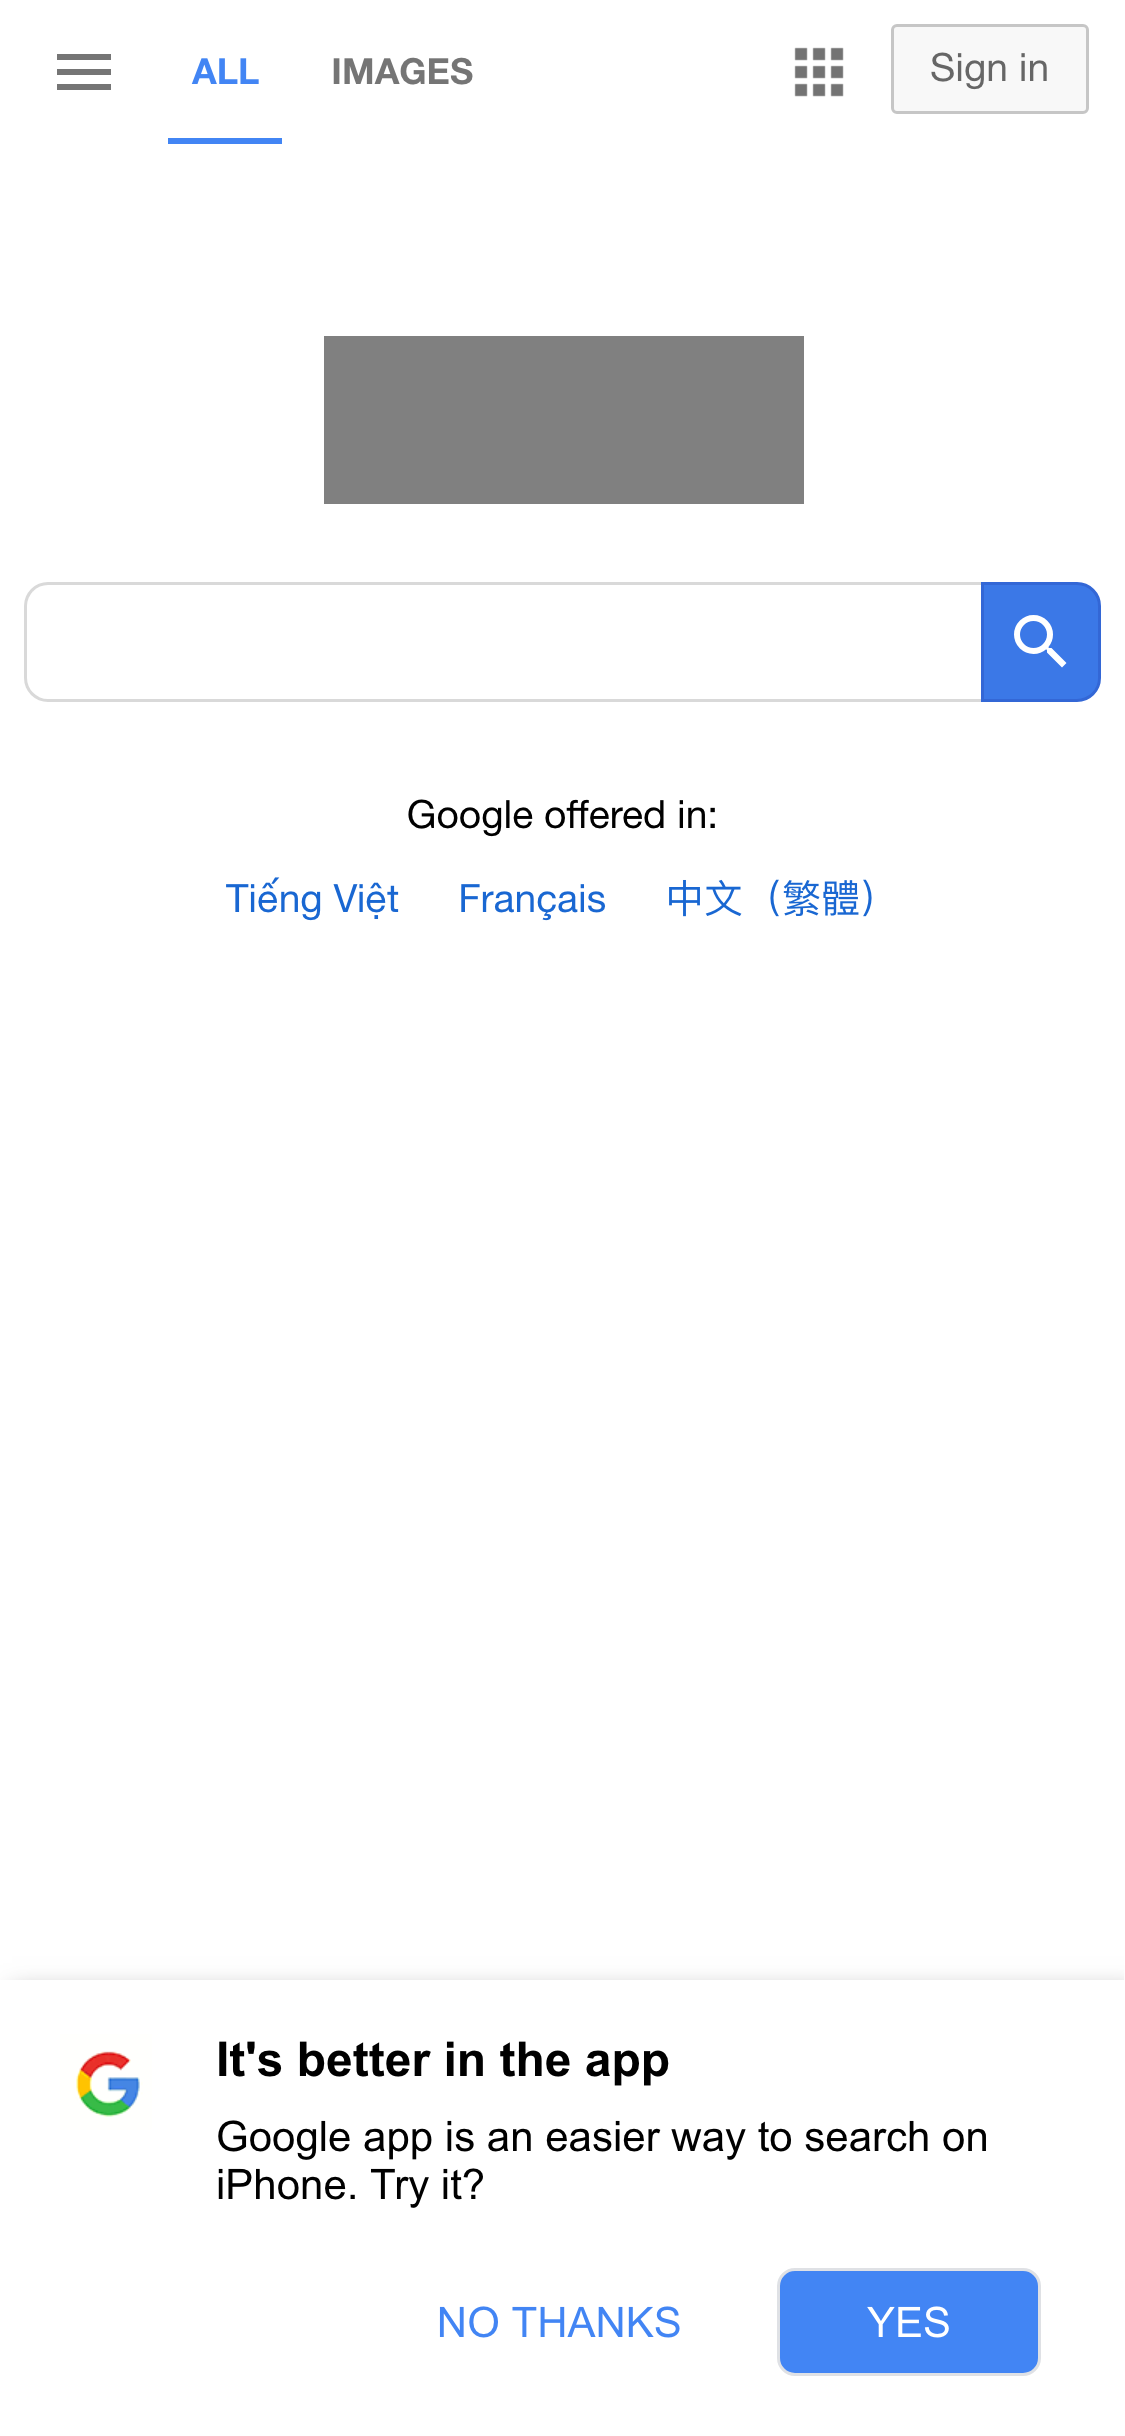 ALL IMAGES Sign in
Google offered in:
Tiếng Việt Français 中文（繁體）
It's better in the app
Google app is an easier way to search on
iPhone. Try it?
NO THANKS YES